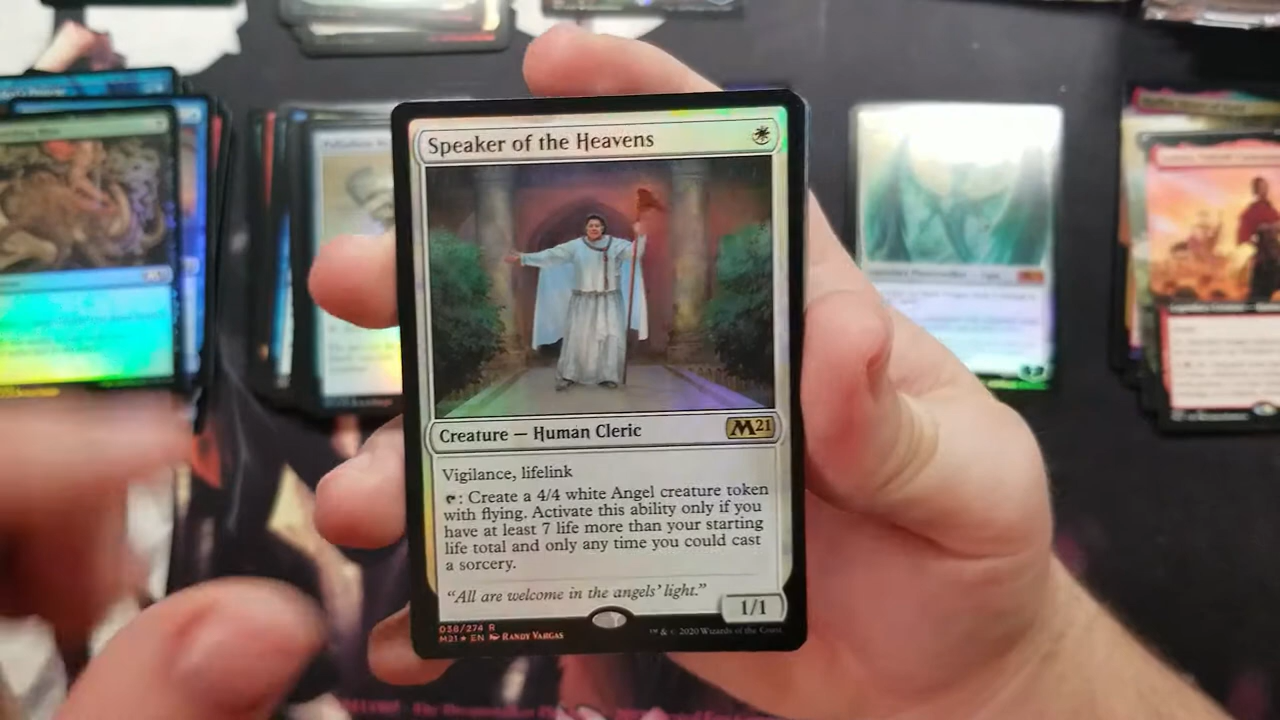 Speaker of the Heavens
Creature — Human Cleric
M21
Vigilance, lifelink
: Create a 4/4 white Angel creature token
with flying. Activate this ability only if you
have at least 7 life more than your starting
life total and only any time you could cast
a sorcery.
“All are welcome in the angels’ light.”
1/1
038/274 R
M21 ★ EN Randy Vargas
™ & © 2020 Wizards of the Coast